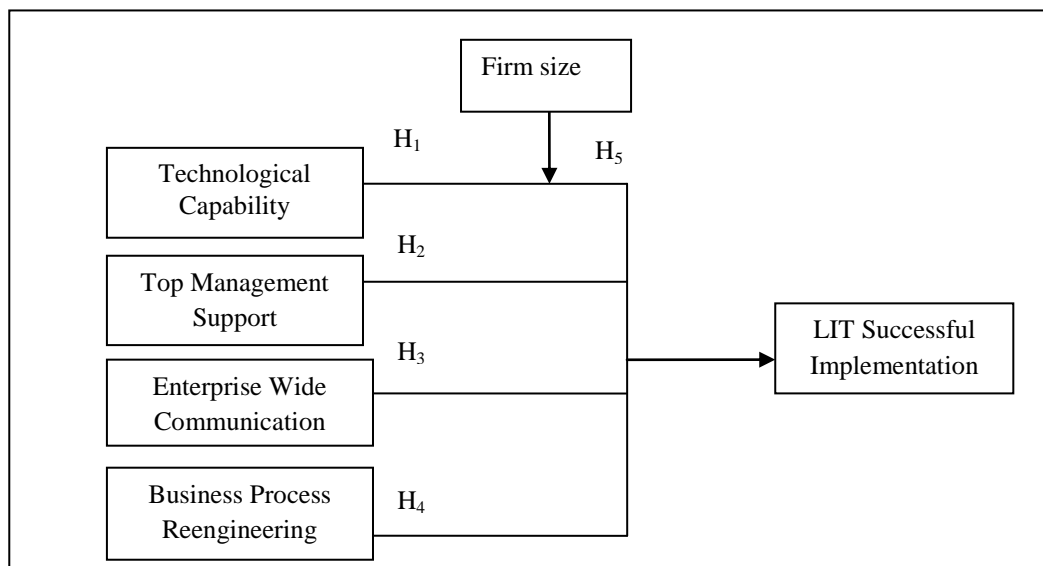 Firm size
H₁
H₅
Technological
Capability
H₂
Top Management
Support
LIT Successful
Implementation
H₃
Enterprise Wide
Communication
H₄
Business Process
Reengineering